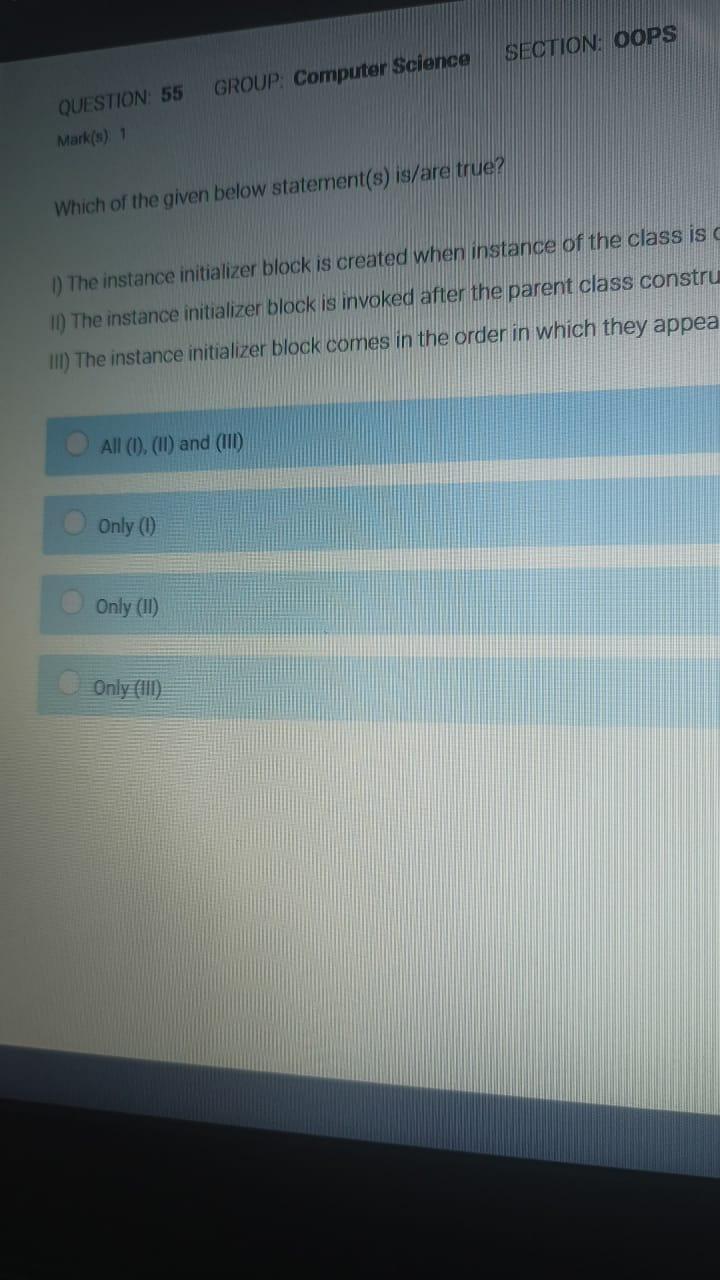 QUESTION: 55 GROUP: Computer Science SECTION: OOPS
Mark(s): 1
Which of the given below statement(s) is/are true?
I) The instance initializer block is created when instance of the class is
II) The instance initializer block is invoked after the parent class constru
III) The instance initializer block comes in the order in which they appea
All (I), (II) and (III)
Only (I)
Only (II)
Only (III)